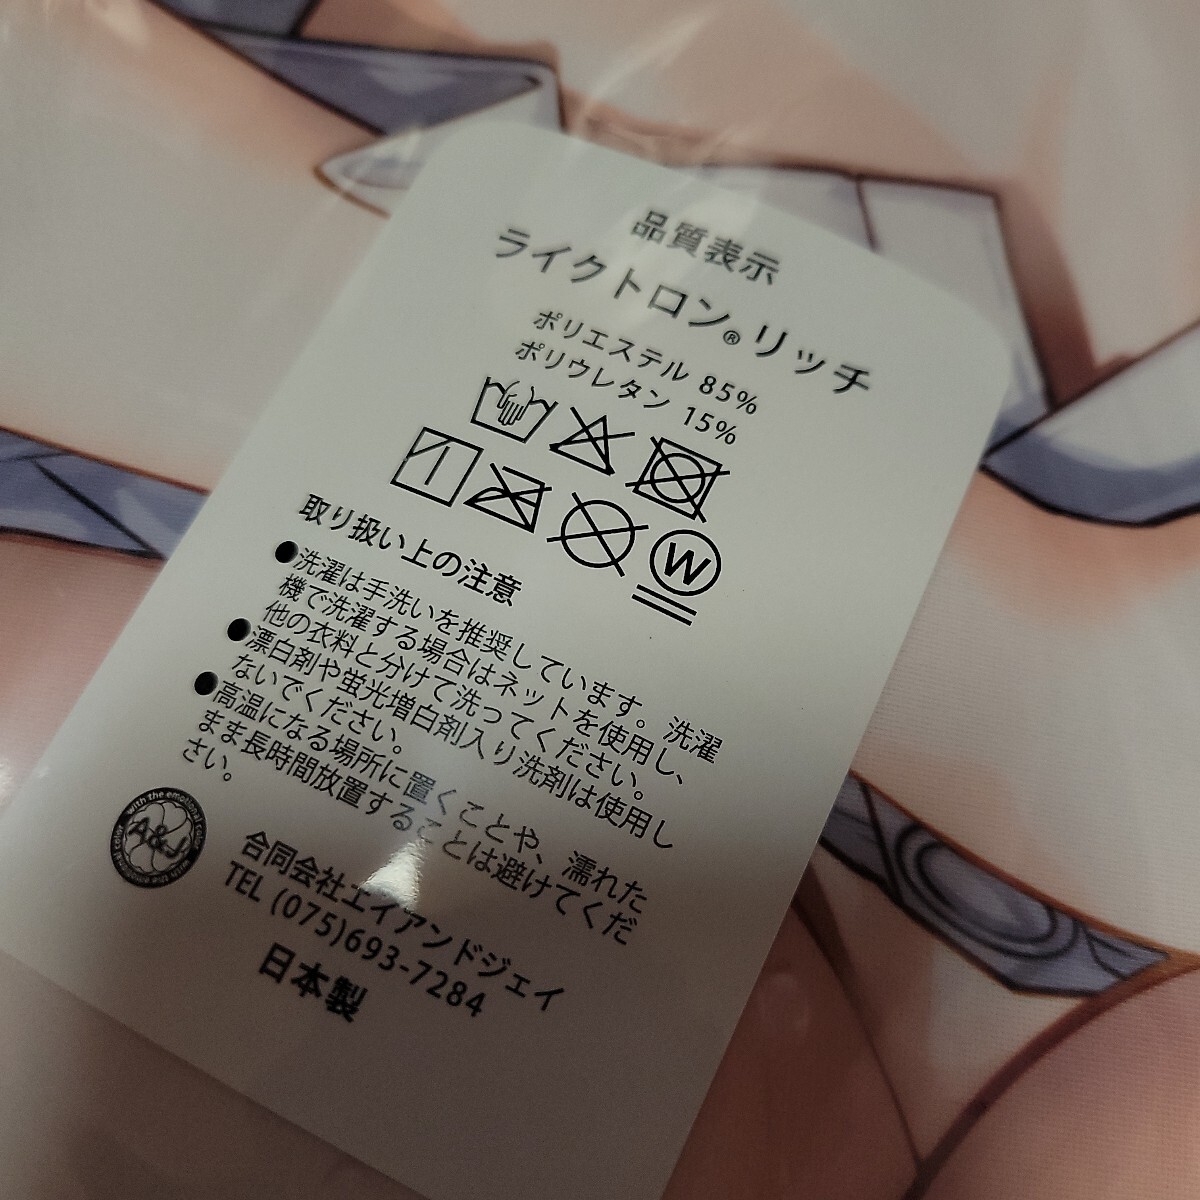 品質表示
ライクトロン®リッチ
ポリエステル 85%
ポリウレタン 15%
W
取り扱い上の注意
●洗濯は手洗いを推奨しています。洗濯
機で洗濯する場合はネットを使用し、
他の衣料と分けて洗ってください。
●漂白剤や蛍光増白剤入り洗剤は使用し
ないでください。
●高温になる場所に置くことや、濡れた
まま長時間放置することは避けてくだ
さい。
with the emotional color
A&J
with the emotional color
合同会社エイアンドジェイ
TEL (075)693-7284
日本製